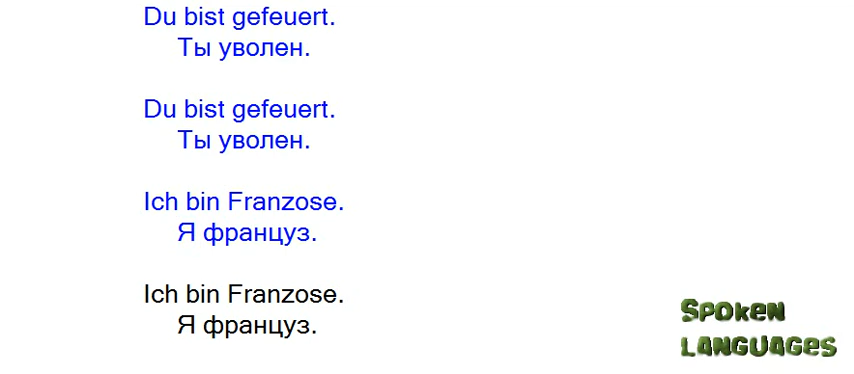 Du bist gefeuert.
Ты уволен.
Du bist gefeuert.
Ты уволен.
Ich bin Franzose.
Я француз.
Ich bin Franzose.
Я француз.
Spoken
Languages